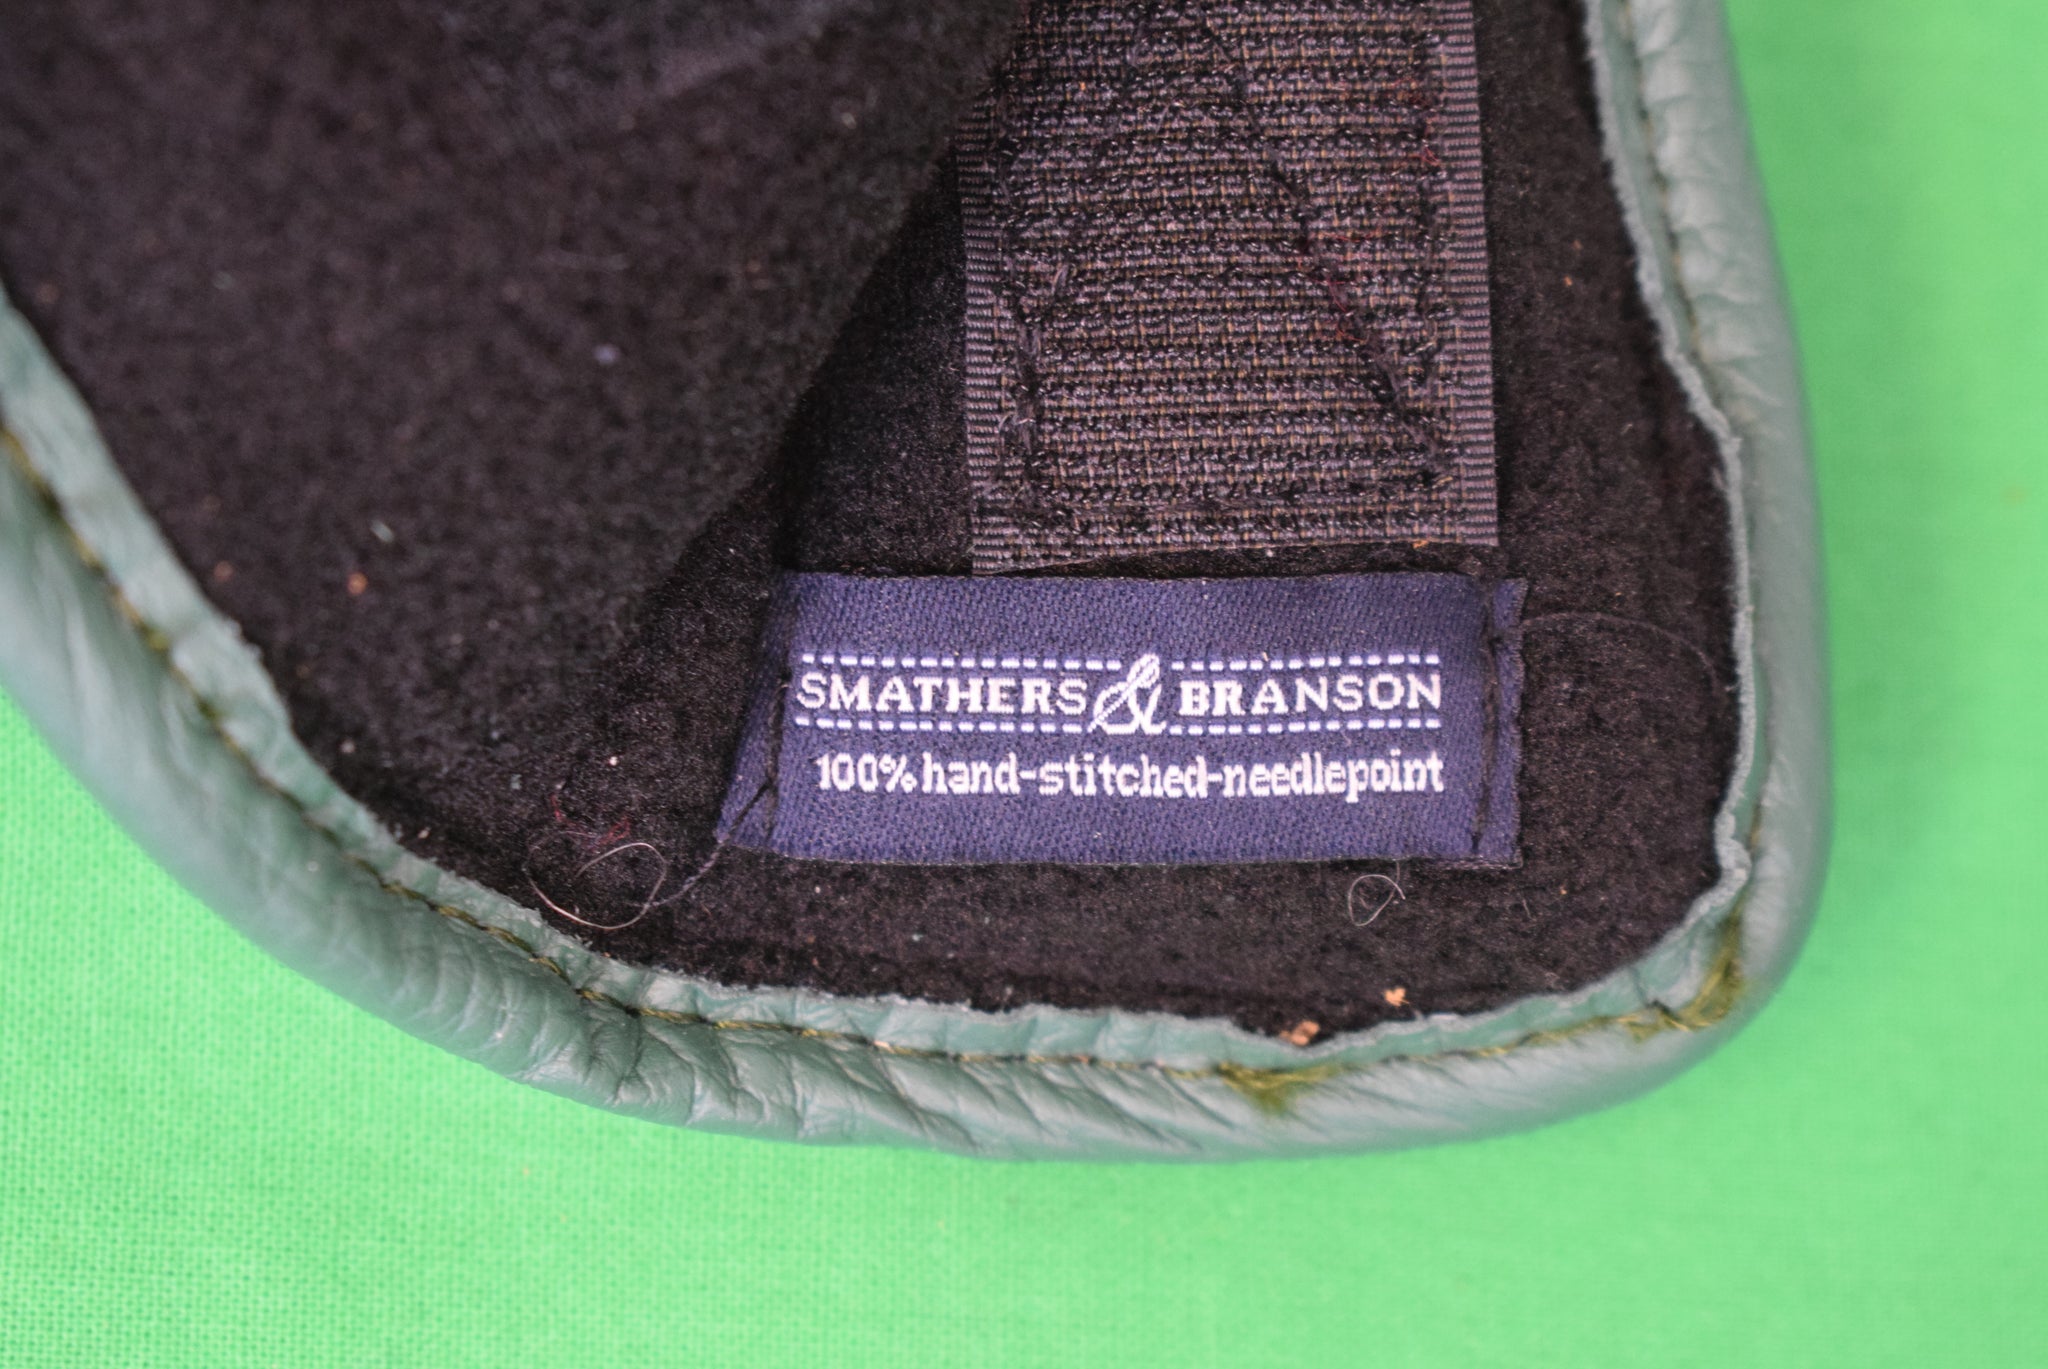 SMATHERS & BRANSON
100% hand-stitched-needlepoint